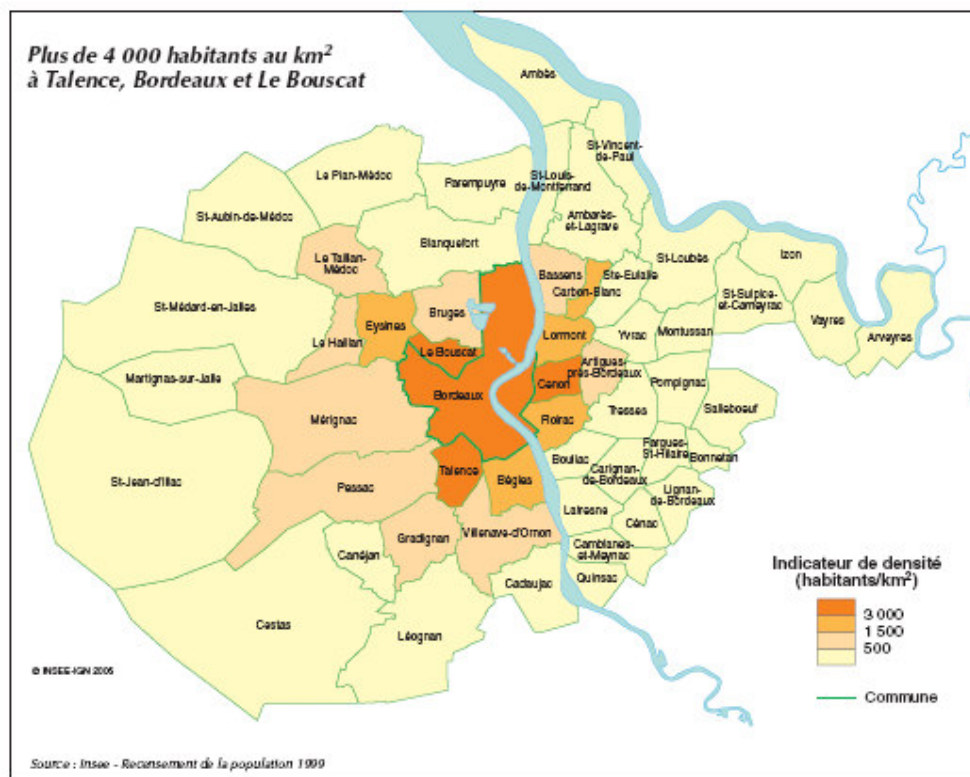 Plus de 4 000 habitants au km²
à Talence, Bordeaux et Le Bouscat
Ambès
St-Vincent-
de-Paul
Le Pian-Médoc
Parempuyre
St-Louis-
de-Montferrand
St-Aubin-de-Médoc
Ambarès-
et-Lagrave
Blanquefort
Le Taillan-
Médoc
St-Loubès
Izon
Bassens
Ste-Eulalie
Carbon-Blanc
St-Sulpice-
et-Cameyrac
St-Médard-en-Jalles
Bruges
Vayres
Eysines
Lormont
Yvrac
Montussan
Arveyres
Le Haillan
Le Bouscat
Artigues-
près-Bordeaux
Martignas-sur-Jalle
Cenon
Pompignac
Bordeaux
Salleboeuf
Mérignac
Floirac
Tresses
Fargues-
St-Hilaire
Bonnetan
Bouliac
Talence
Carignan-
de-Bordeaux
St-Jean-d'Illac
Pessac
Bègles
Lignan-
de-Bordeaux
Latresne
Cénac
Gradignan
Villenave-d'Ornon
Camblanes-
et-Meynac
Canéjan
Cadaujac
Quinsac
Cestas
Léognan
Indicateur de densité
(habitants/km²)
3 000
1 500
500
Commune
© INSEE-IGN 2006
Source : Insee - Recensement de la population 1999